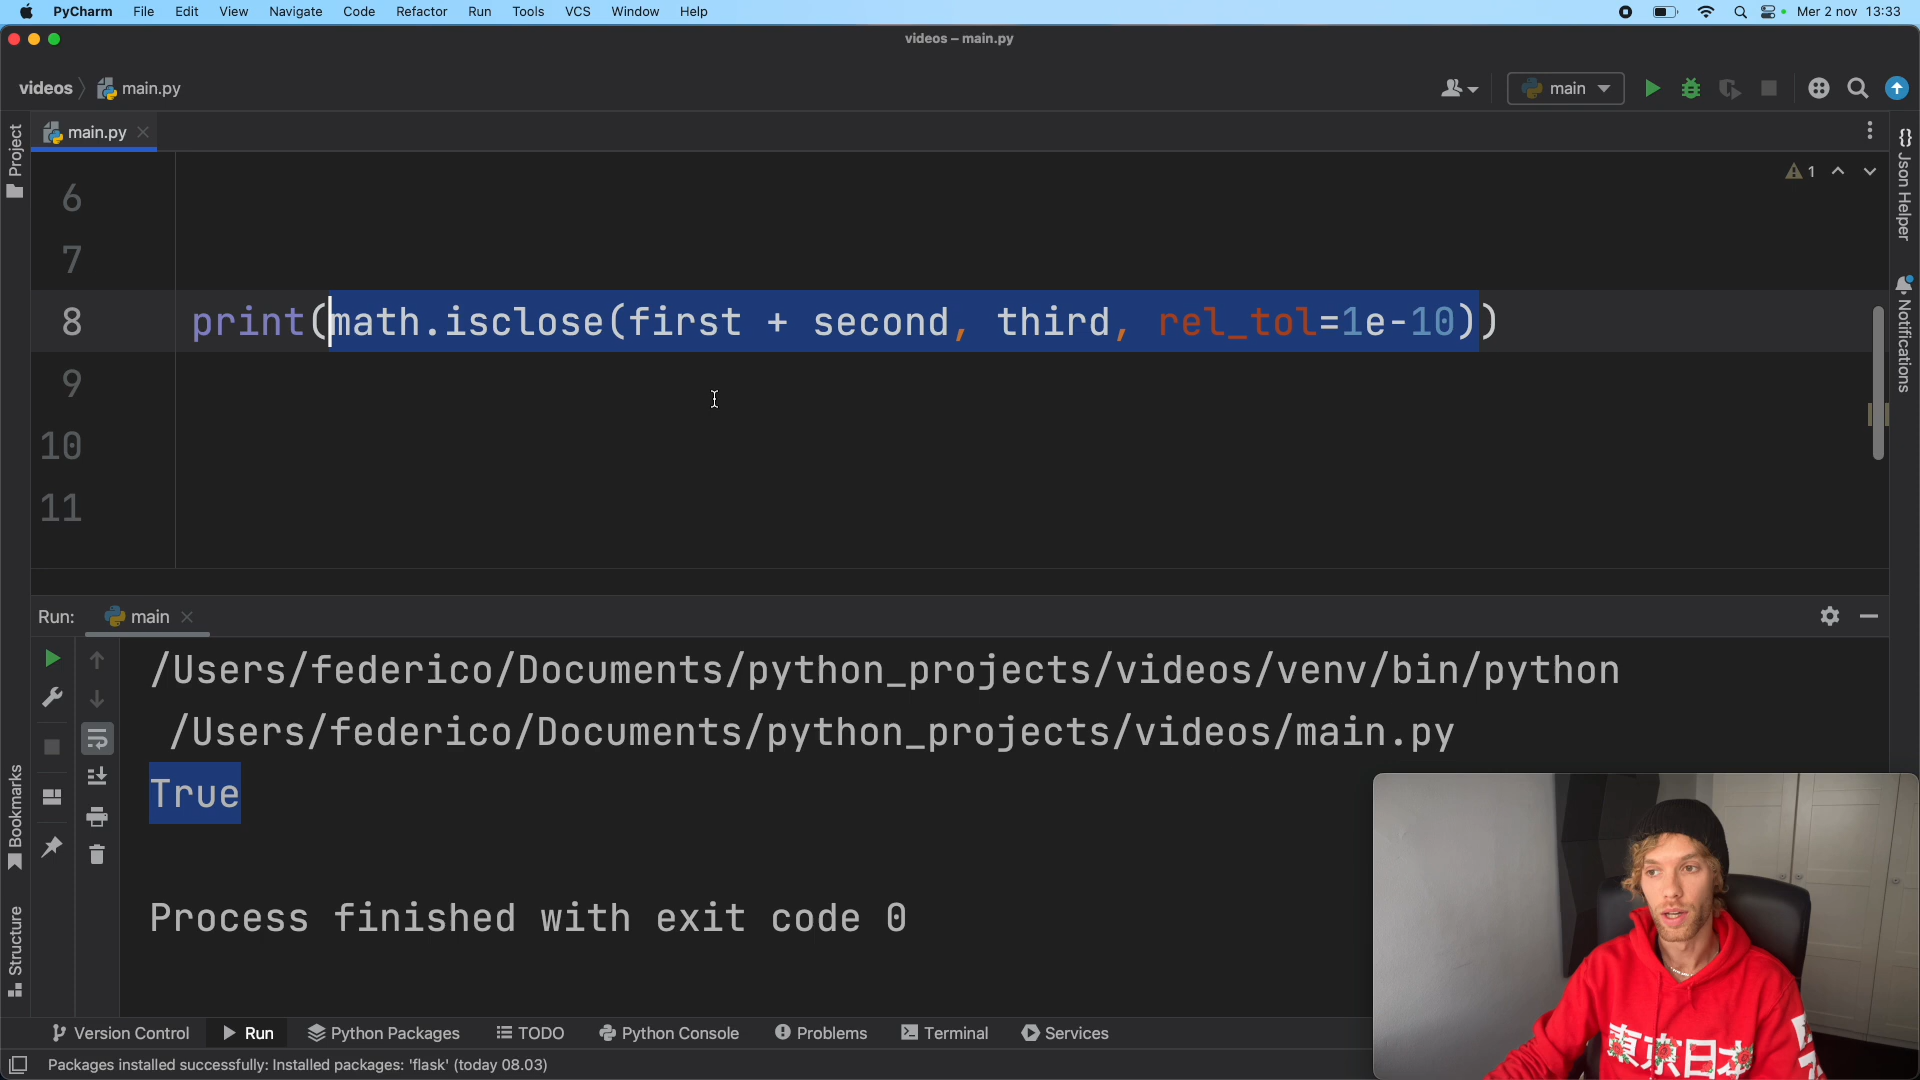 PyCharm File Edit View Navigate Code Refactor Run Tools VCS Window Help Mer 2 nov 13:33
videos – main.py
videos main.py main
main.py
Project
1
{} Json Helper
Notifications
6
7
8 print(math.isclose(first + second, third, rel_tol=1e-10))
9
10
11
Run: main
/Users/federico/Documents/python_projects/videos/venv/bin/python
/Users/federico/Documents/python_projects/videos/main.py
True
Process finished with exit code 0
Bookmarks
Structure
東京日本
Version Control Run Python Packages TODO Python Console Problems Terminal Services
Packages installed successfully: Installed packages: 'flask' (today 08.03)